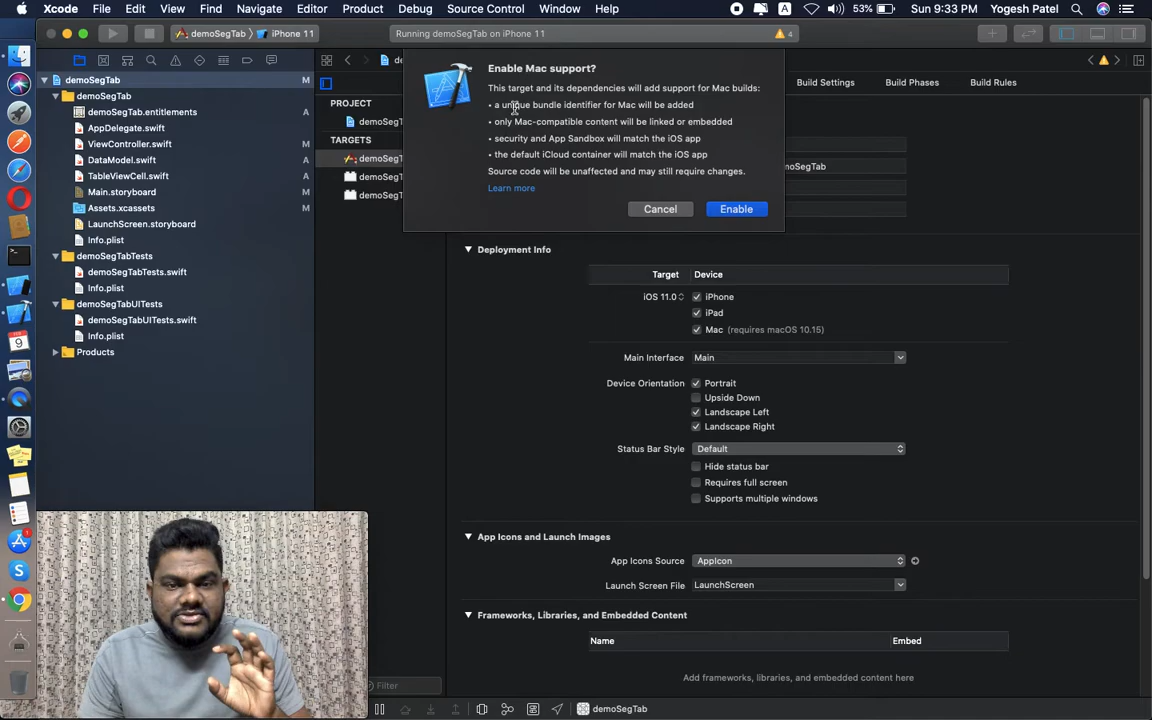 Xcode File Edit View Find Navigate Editor Product Debug Source Control Window Help
A 53% Sun 9:33 PM Yogesh Patel
demoSegTab iPhone 11
Running demoSegTab on iPhone 11
4
demoSegTab M
demoSegTab
demoSegTab.entitlements A
AppDelegate.swift
ViewController.swift M
DataModel.swift A
TableViewCell.swift A
Main.storyboard M
Assets.xcassets M
LaunchScreen.storyboard
Info.plist
demoSegTabTests
demoSegTabTests.swift
Info.plist
demoSegTabUITests
demoSegTabUITests.swift
Info.plist
Products
PROJECT
demoSegT
TARGETS
demoSegT
demoSegT
demoSegT
Filter
Enable Mac support?
This target and its dependencies will add support for Mac builds:
• a unique bundle identifier for Mac will be added
• only Mac-compatible content will be linked or embedded
• security and App Sandbox will match the iOS app
• the default iCloud container will match the iOS app
Source code will be unaffected and may still require changes.
Learn more
Cancel Enable
Build Settings Build Phases Build Rules
moSegTab
Deployment Info
Target Device
iOS 11.0 iPhone
iPad
Mac (requires macOS 10.15)
Main Interface Main
Device Orientation Portrait
Upside Down
Landscape Left
Landscape Right
Status Bar Style Default
Hide status bar
Requires full screen
Supports multiple windows
App Icons and Launch Images
App Icons Source AppIcon
Launch Screen File LaunchScreen
Frameworks, Libraries, and Embedded Content
Name Embed
Add frameworks, libraries, and embedded content here
demoSegTab